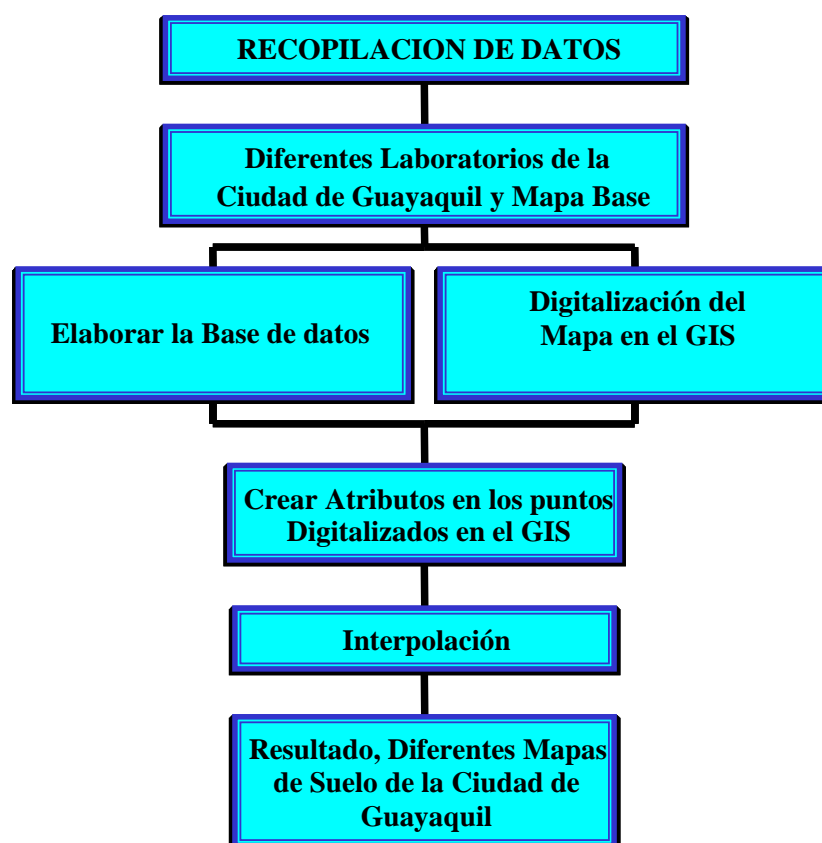 RECOPILACION DE DATOS
Diferentes Laboratorios de la
Ciudad de Guayaquil y Mapa Base
Elaborar la Base de datos
Digitalización del
Mapa en el GIS
Crear Atributos en los puntos
Digitalizados en el GIS
Interpolación
Resultado, Diferentes Mapas
de Suelo de la Ciudad de
Guayaquil